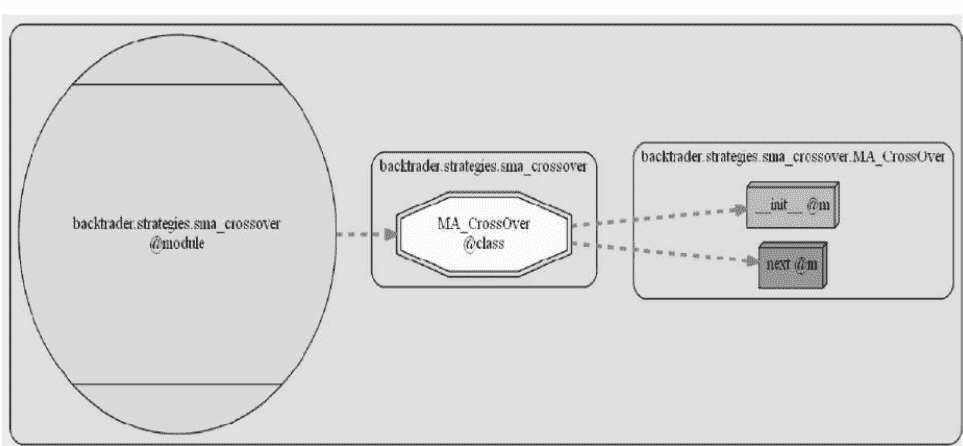 backtrader.strategies.sma_crossover
@module
backtrader.strategies.sma_crossover
MA_CrossOver
@class
backtrader.strategies.sma_crossover.MA_CrossOver
__init__ @m
next @m